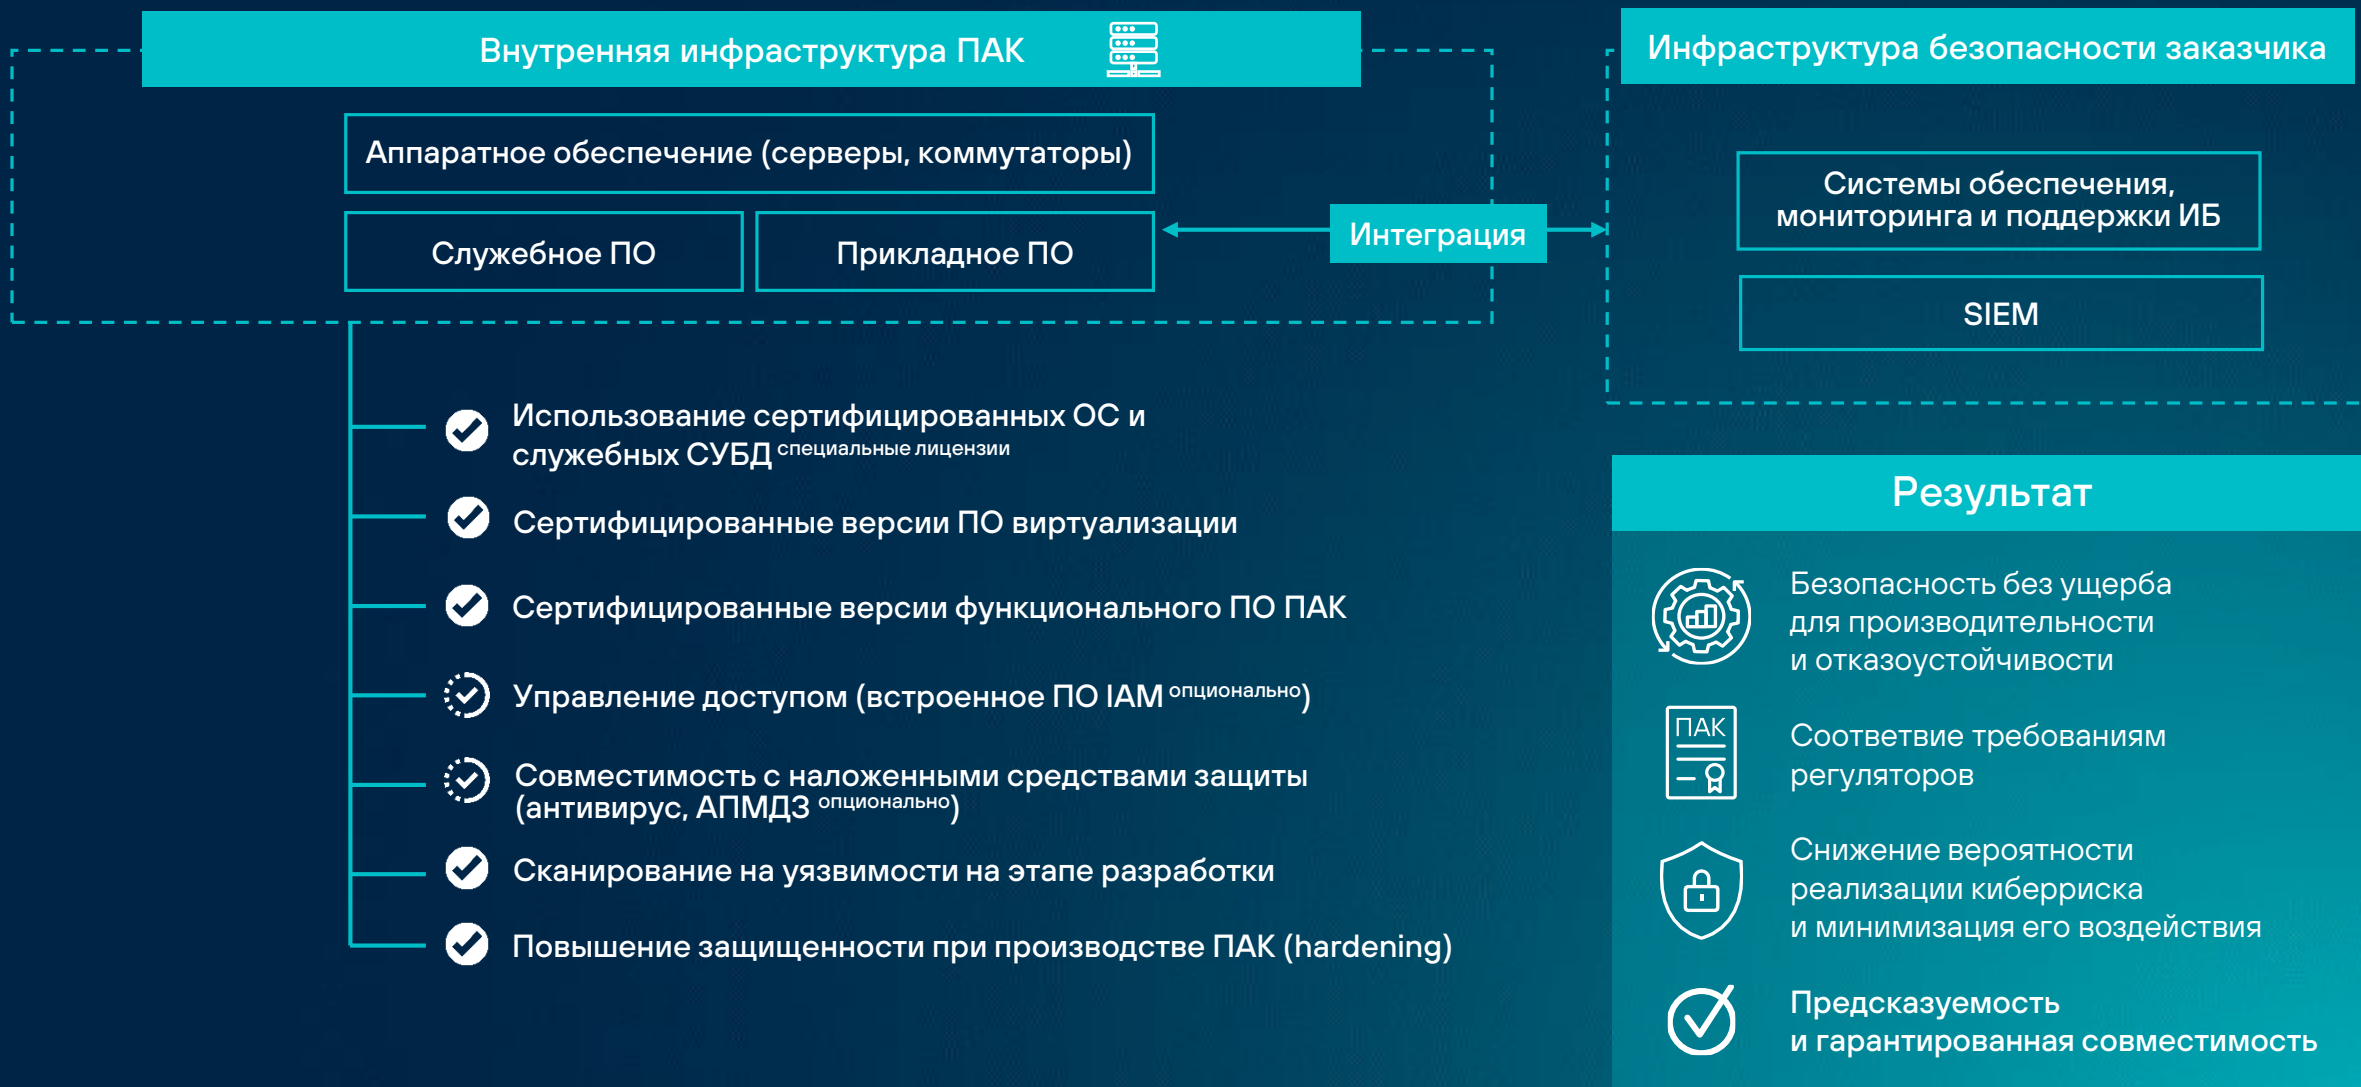 Внутренняя инфраструктура ПАК
Аппаратное обеспечение (серверы, коммутаторы)
Служебное ПО
Прикладное ПО
Интеграция
Инфраструктура безопасности заказчика
Системы обеспечения,
мониторинга и поддержки ИБ
SIEM
Использование сертифицированных ОС и
служебных СУБД специальные лицензии
Сертифицированные версии ПО виртуализации
Сертифицированные версии функционального ПО ПАК
Управление доступом (встроенное ПО IAM опционально)
Совместимость с наложенными средствами защиты
(антивирус, АПМДЗ опционально)
Сканирование на уязвимости на этапе разработки
Повышение защищенности при производстве ПАК (hardening)
Результат
Безопасность без ущерба
для производительности
и отказоустойчивости
ПАК
Соответвие требованиям
регуляторов
Снижение вероятности
реализации киберриска
и минимизация его воздействия
Предсказуемость
и гарантированная совместимость